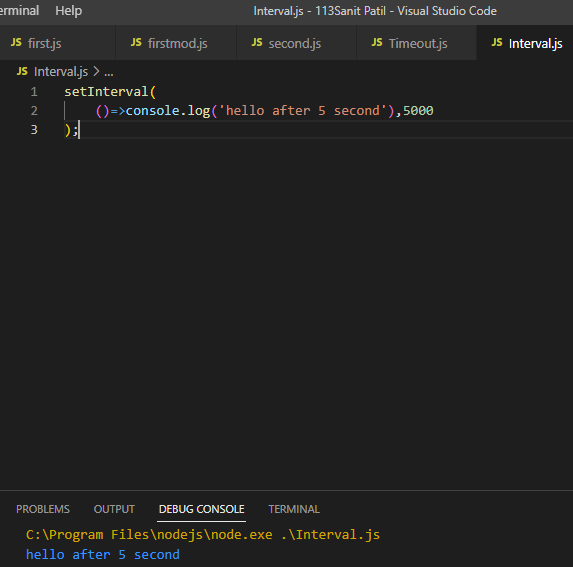 erminal Help Interval.js - 113Sanit Patil - Visual Studio Code
JS first.js JS firstmod.js JS second.js JS Timeout.js JS Interval.js
JS Interval.js > ...
1 setInterval(
2 ()=>console.log('hello after 5 second'),5000
3 );
PROBLEMS OUTPUT DEBUG CONSOLE TERMINAL
C:\Program Files\nodejs\node.exe .\Interval.js
hello after 5 second